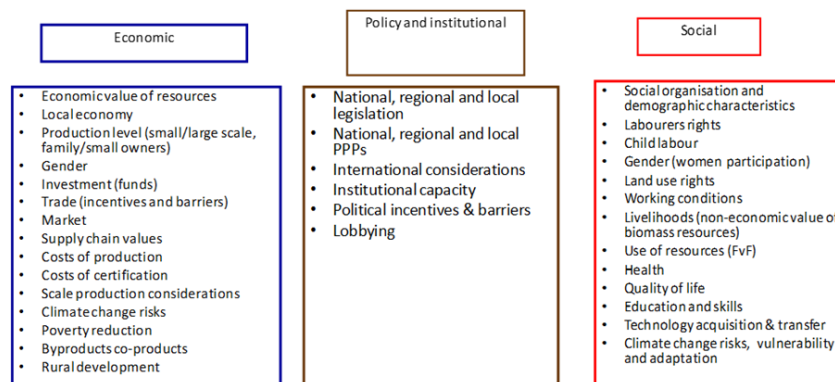 Economic
Policy and institutional
Social
• Economic value of resources
• Local economy
• Production level (small/large scale,
family/small owners)
• Gender
• Investment (funds)
• Trade (incentives and barriers)
• Market
• Supply chain values
• Costs of production
• Costs of certification
• Scale production considerations
• Climate change risks
• Poverty reduction
• Byproducts co-products
• Rural development
• National, regional and local
legislation
• National, regional and local
PPPs
• International considerations
• Institutional capacity
• Political incentives & barriers
• Lobbying
• Social organisation and
demographic characteristics
• Labourers rights
• Child labour
• Gender (women participation)
• Land use rights
• Working conditions
• Livelihoods (non-economic value of
biomass resources)
• Use of resources (FvF)
• Health
• Quality of life
• Education and skills
• Technology acquisition & transfer
• Climate change risks, vulnerability
and adaptation